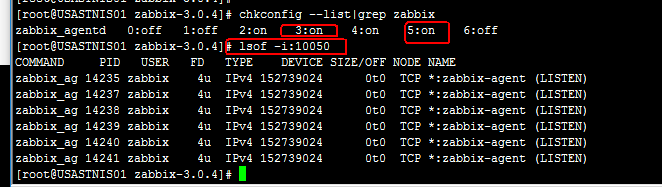 [root@USASTNIS01 zabbix-3.0.4]# chkconfig --list|grep zabbix
zabbix_agentd   0:off   1:off   2:on    3:on    4:on    5:on    6:off
[root@USASTNIS01 zabbix-3.0.4]# lsof -i:10050
COMMAND     PID   USER   FD   TYPE    DEVICE SIZE/OFF NODE NAME
zabbix_ag 14235 zabbix    4u  IPv4 152739024      0t0  TCP *:zabbix-agent (LISTEN)
zabbix_ag 14237 zabbix    4u  IPv4 152739024      0t0  TCP *:zabbix-agent (LISTEN)
zabbix_ag 14238 zabbix    4u  IPv4 152739024      0t0  TCP *:zabbix-agent (LISTEN)
zabbix_ag 14239 zabbix    4u  IPv4 152739024      0t0  TCP *:zabbix-agent (LISTEN)
zabbix_ag 14240 zabbix    4u  IPv4 152739024      0t0  TCP *:zabbix-agent (LISTEN)
zabbix_ag 14241 zabbix    4u  IPv4 152739024      0t0  TCP *:zabbix-agent (LISTEN)
[root@USASTNIS01 zabbix-3.0.4]#